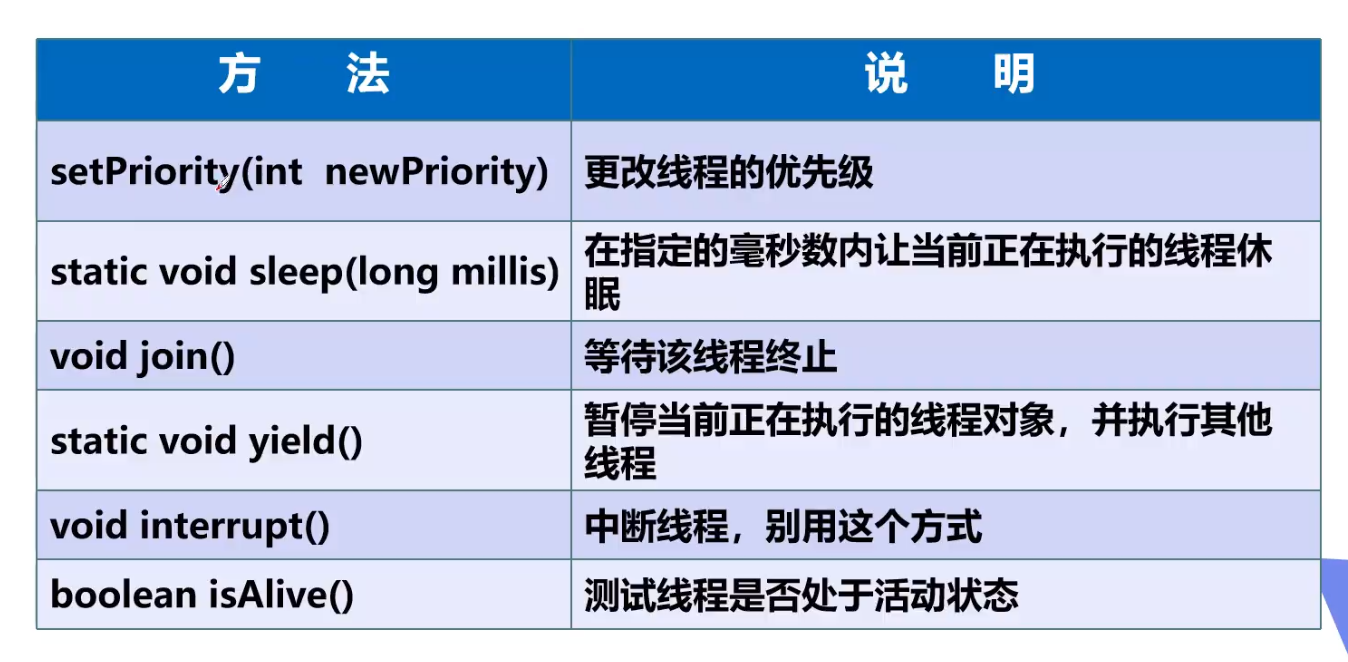 方 法
说 明
setPriority(int newPriority)
更改线程的优先级
static void sleep(long millis)
在指定的毫秒数内让当前正在执行的线程休
眠
void join()
等待该线程终止
static void yield()
暂停当前正在执行的线程对象，并执行其他
线程
void interrupt()
中断线程，别用这个方式
boolean isAlive()
测试线程是否处于活动状态